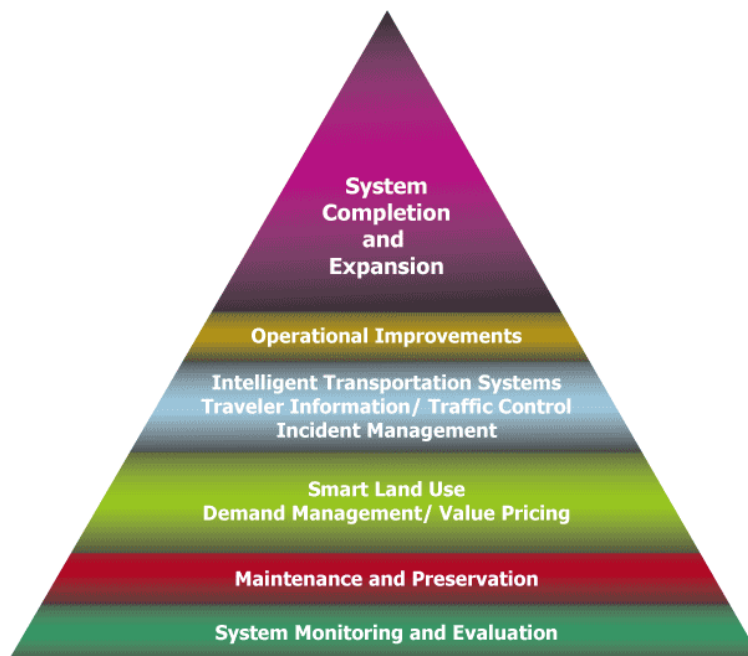 System
Completion
and
Expansion
Operational Improvements
Intelligent Transportation Systems
Traveler Information/ Traffic Control
Incident Management
Smart Land Use
Demand Management/ Value Pricing
Maintenance and Preservation
System Monitoring and Evaluation